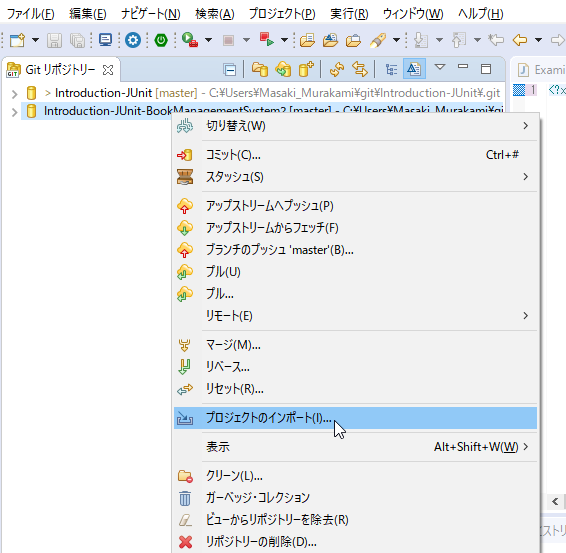 ファイル(F) 編集(E) ナビゲート(N) 検索(A) プロジェクト(P) 実行(R) ウィンドウ(W) ヘルプ(H)
Git リポジトリー
Exami
> Introduction-JUnit [master] - C:¥Users¥Masaki_Murakami¥git¥Introduction-JUnit¥.git
1 <?x
Introduction-JUnit-BookManagementSystem2 [master] - C:¥Users¥Masaki_Murakami¥gi
切り替え(W)
コミット(C)... Ctrl+#
スタッシュ(S)
アップストリームへプッシュ(P)
アップストリームからフェッチ(F)
ブランチのプッシュ 'master'(B)...
プル(U)
プル...
リモート(E)
マージ(M)...
リベース...
リセット(R)...
プロジェクトのインポート(I)...
表示 Alt+Shift+W(W)
クリーン(L)...
ガーベッジ・コレクション
ビューからリポジトリーを除去(R)
リポジトリーの削除(D)...